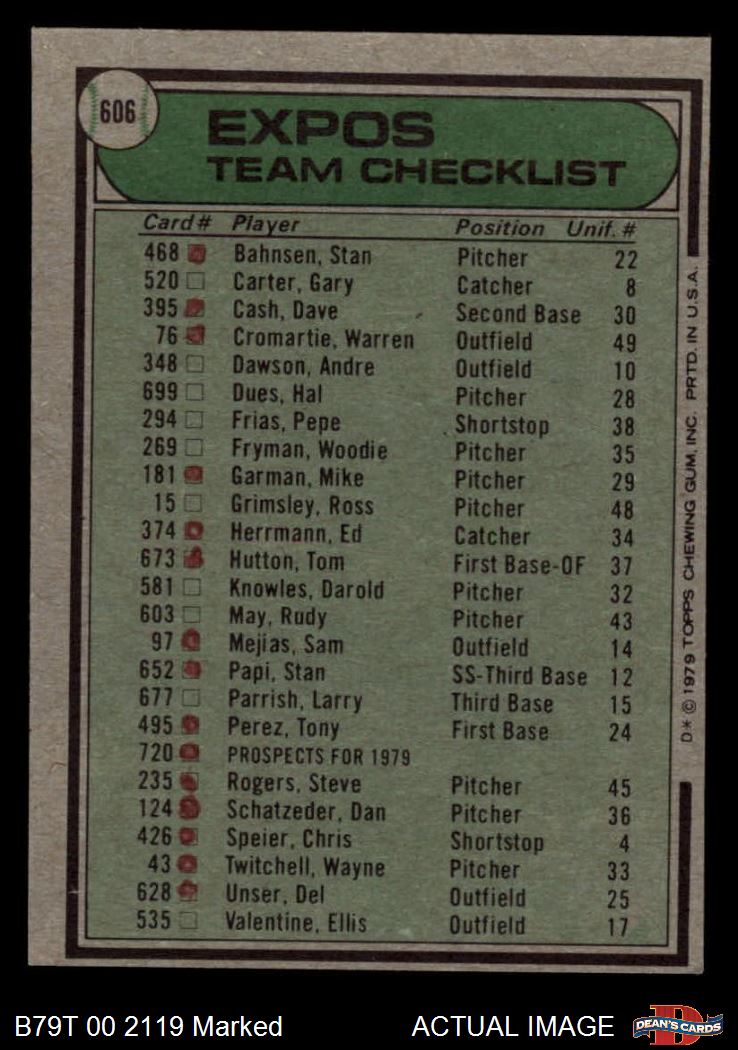 606
EXPOS
TEAM CHECKLIST
Card# Player Position Unif. #
468 Bahnsen, Stan Pitcher 22
520 Carter, Gary Catcher 8
395 Cash, Dave Second Base 30
76 Cromartie, Warren Outfield 49
348 Dawson, Andre Outfield 10
699 Dues, Hal Pitcher 28
294 Frias, Pepe Shortstop 38
269 Fryman, Woodie Pitcher 35
181 Garman, Mike Pitcher 29
15 Grimsley, Ross Pitcher 48
374 Herrmann, Ed Catcher 34
673 Hutton, Tom First Base-OF 37
581 Knowles, Darold Pitcher 32
603 May, Rudy Pitcher 43
97 Mejias, Sam Outfield 14
652 Papi, Stan SS-Third Base 12
677 Parrish, Larry Third Base 15
495 Perez, Tony First Base 24
720 PROSPECTS FOR 1979
235 Rogers, Steve Pitcher 45
124 Schatzeder, Dan Pitcher 36
426 Speier, Chris Shortstop 4
43 Twitchell, Wayne Pitcher 33
628 Unser, Del Outfield 25
535 Valentine, Ellis Outfield 17
D* © 1979 TOPPS CHEWING GUM, INC. PRTD. IN U.S.A.
B79T 00 2119 Marked ACTUAL IMAGE
D
DEAN'S CARDS